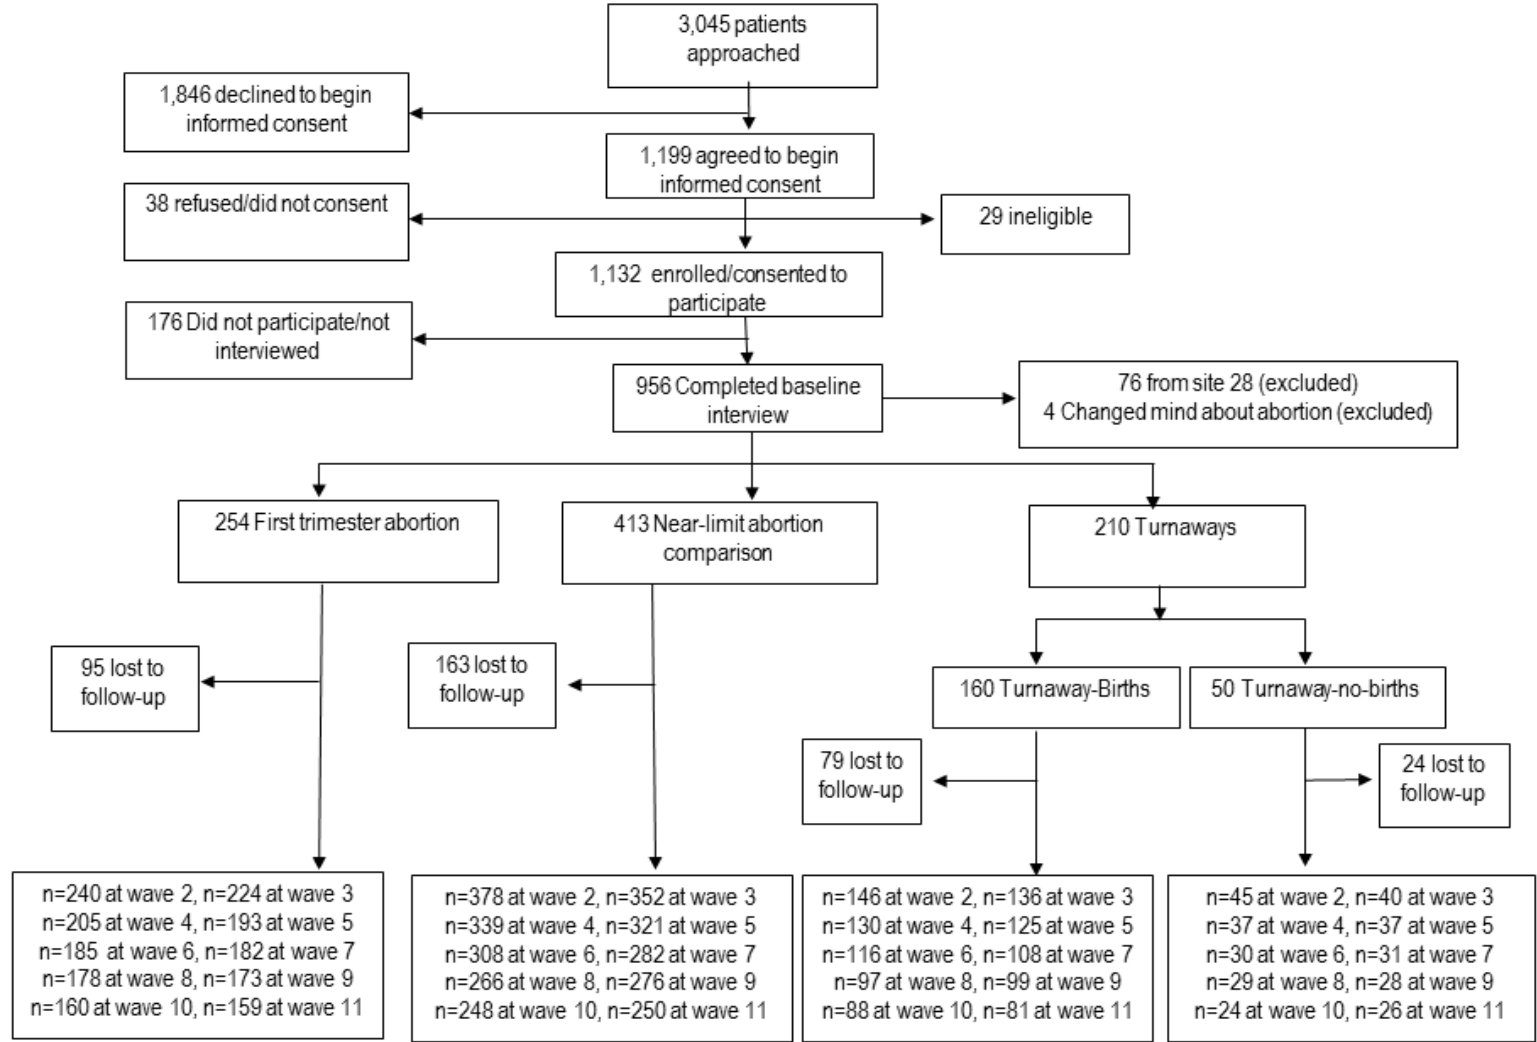 3,045 patients
approached
1,846 declined to begin
informed consent
1,199 agreed to begin
informed consent
38 refused/did not consent
29 ineligible
1,132 enrolled/consented to
participate
176 Did not participate/not
interviewed
956 Completed baseline
interview
76 from site 28 (excluded)
4 Changed mind about abortion (excluded)
254 First trimester abortion
413 Near-limit abortion
comparison
210 Turnaways
95 lost to
follow-up
163 lost to
follow-up
160 Turnaway-Births
50 Turnaway-no-births
79 lost to
follow-up
24 lost to
follow-up
n=240 at wave 2, n=224 at wave 3
n=205 at wave 4, n=193 at wave 5
n=185 at wave 6, n=182 at wave 7
n=178 at wave 8, n=173 at wave 9
n=160 at wave 10, n=159 at wave 11
n=378 at wave 2, n=352 at wave 3
n=339 at wave 4, n=321 at wave 5
n=308 at wave 6, n=282 at wave 7
n=266 at wave 8, n=276 at wave 9
n=248 at wave 10, n=250 at wave 11
n=146 at wave 2, n=136 at wave 3
n=130 at wave 4, n=125 at wave 5
n=116 at wave 6, n=108 at wave 7
n=97 at wave 8, n=99 at wave 9
n=88 at wave 10, n=81 at wave 11
n=45 at wave 2, n=40 at wave 3
n=37 at wave 4, n=37 at wave 5
n=30 at wave 6, n=31 at wave 7
n=29 at wave 8, n=28 at wave 9
n=24 at wave 10, n=26 at wave 11